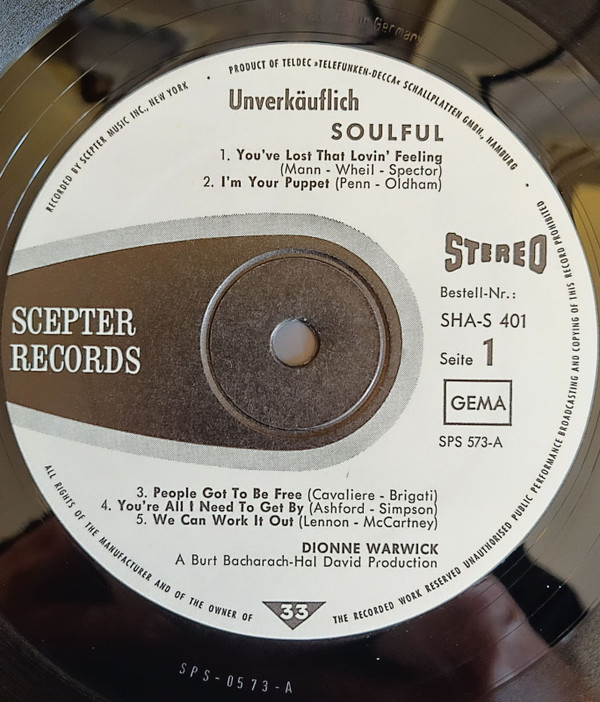 Made in Germany
RECORDED BY SCEPTER MUSIC INC., NEW YORK • PRODUCT OF TELDEC »TELEFUNKEN-DECCA« SCHALLPLATTEN GMBH., HAMBURG •
Unverkäuflich
SOULFUL
1. You've Lost That Lovin' Feeling
(Mann - Wheil - Spector)
2. I'm Your Puppet (Penn - Oldham)
STEREO
Bestell-Nr.:
SHA-S 401
Seite 1
GEMA
SPS 573-A
SCEPTER
RECORDS
3. People Got To Be Free (Cavaliere - Brigati)
4. You're All I Need To Get By (Ashford - Simpson)
5. We Can Work It Out (Lennon - McCartney)
DIONNE WARWICK
A Burt Bacharach-Hal David Production
33
ALL RIGHTS OF THE MANUFACTURER AND OF THE OWNER OF THE RECORDED WORK RESERVED UNAUTHORISED PUBLIC PERFORMANCE BROADCASTING AND COPYING OF THIS RECORD PROHIBITED
SPS-0573-A